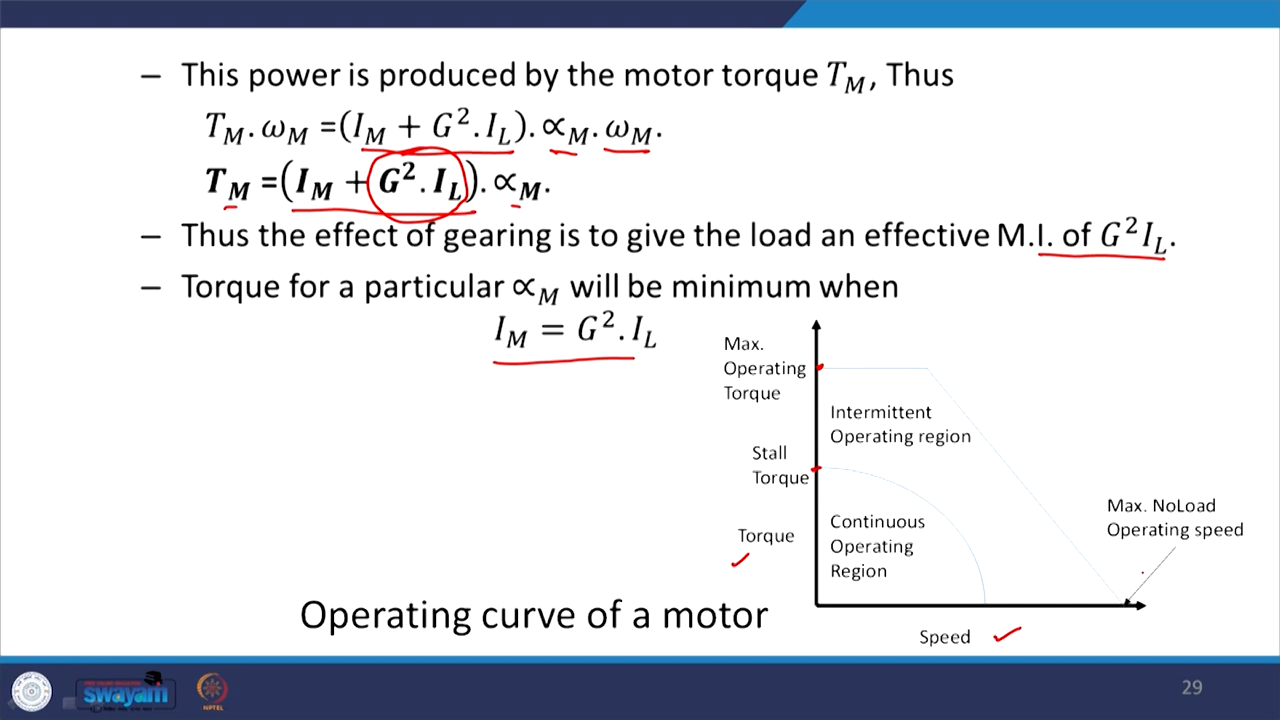 – This power is produced by the motor torque T_M, Thus
T_M.ω_M =(I_M + G².I_L).∝_M.ω_M.
T_M =(I_M + G².I_L).∝_M.
– Thus the effect of gearing is to give the load an effective M.I. of G²I_L.
– Torque for a particular ∝_M will be minimum when
I_M = G².I_L
Max.
Operating
Torque
Intermittent
Operating region
Stall
Torque
Max. NoLoad
Operating speed
Continuous
Operating
Region
Torque
Operating curve of a motor
Speed
swayam
NPTEL
29